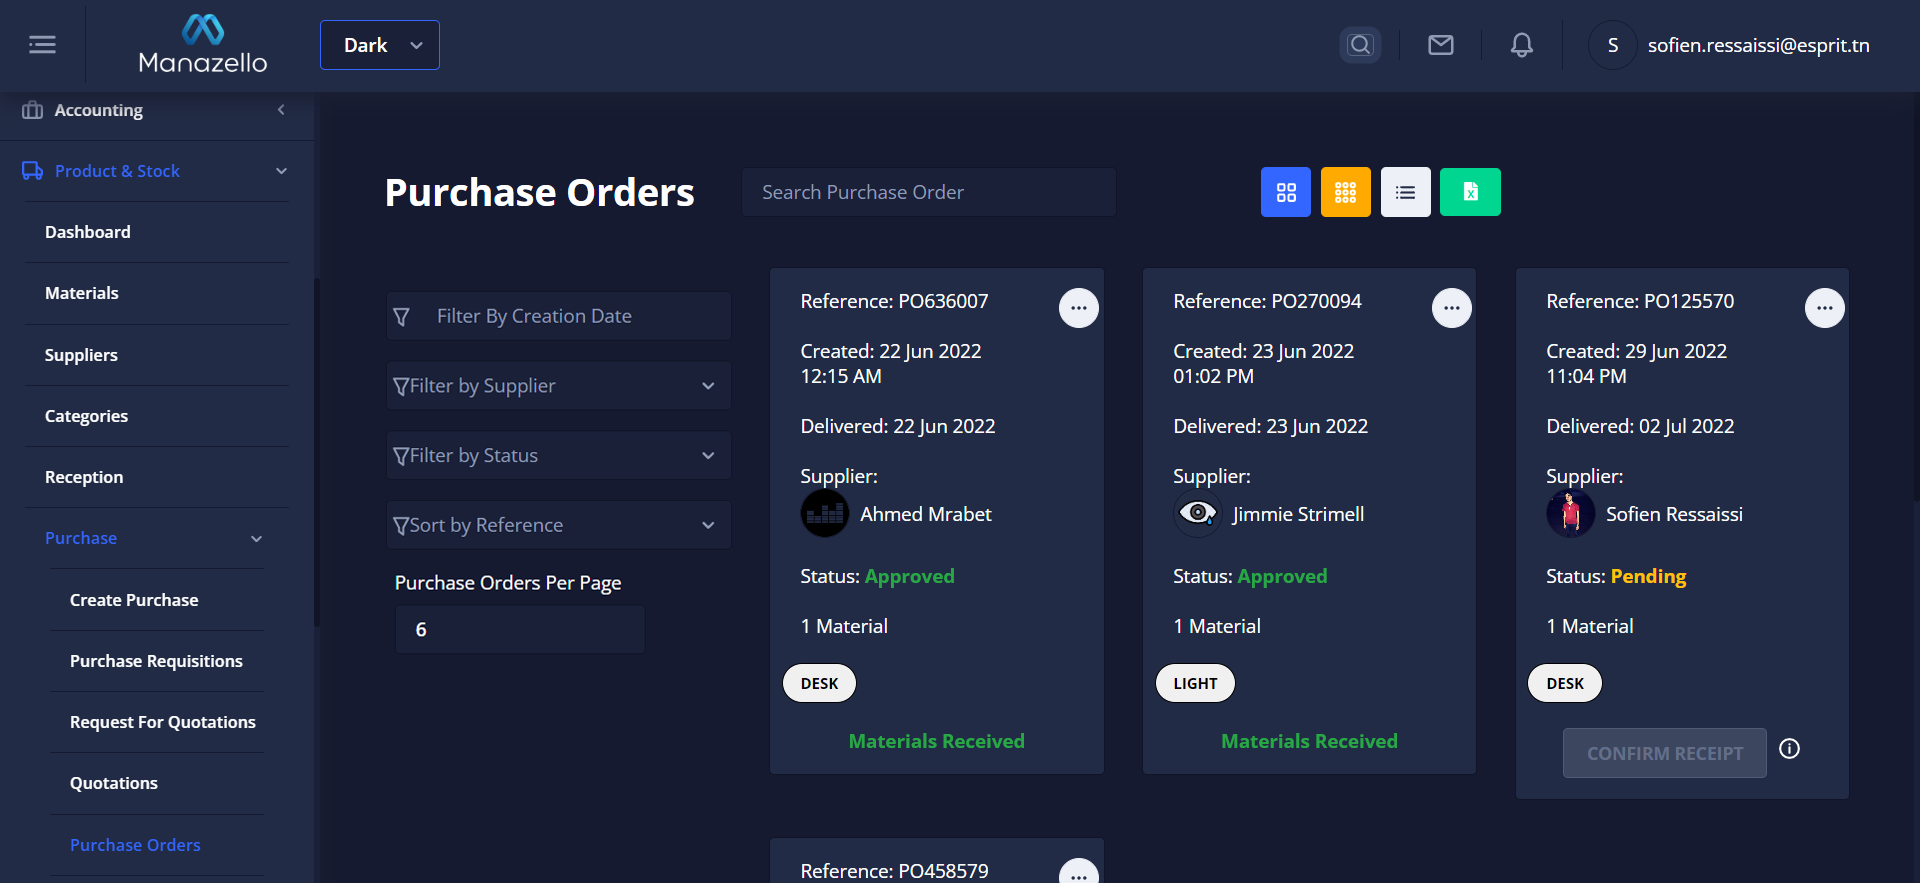 Manazello
Dark
S
sofien.ressaissi@esprit.tn
Accounting
Product & Stock
Dashboard
Materials
Suppliers
Categories
Reception
Purchase
Create Purchase
Purchase Requisitions
Request For Quotations
Quotations
Purchase Orders
Purchase Orders
Search Purchase Order
Filter By Creation Date
Filter by Supplier
Filter by Status
Sort by Reference
Purchase Orders Per Page
6
Reference: PO636007
Created: 22 Jun 2022
12:15 AM
Delivered: 22 Jun 2022
Supplier:
Ahmed Mrabet
Status: Approved
1 Material
DESK
Materials Received
Reference: PO270094
Created: 23 Jun 2022
01:02 PM
Delivered: 23 Jun 2022
Supplier:
Jimmie Strimell
Status: Approved
1 Material
LIGHT
Materials Received
Reference: PO125570
Created: 29 Jun 2022
11:04 PM
Delivered: 02 Jul 2022
Supplier:
Sofien Ressaissi
Status: Pending
1 Material
DESK
CONFIRM RECEIPT
Reference: PO458579